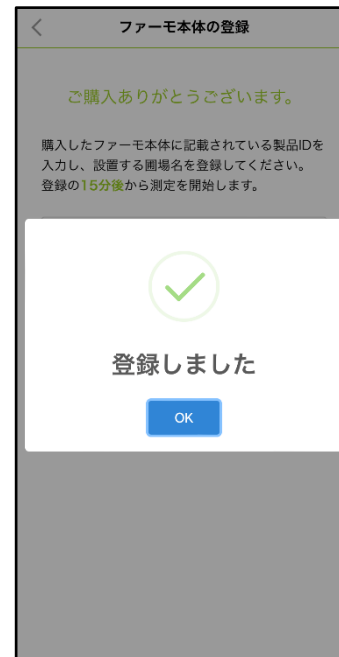 ファーモ本体の登録
ご購入ありがとうございます。
購入したファーモ本体に記載されている製品IDを
入力し、設置する圃場名を登録してください。
登録の15分後から測定を開始します。
登録しました
OK